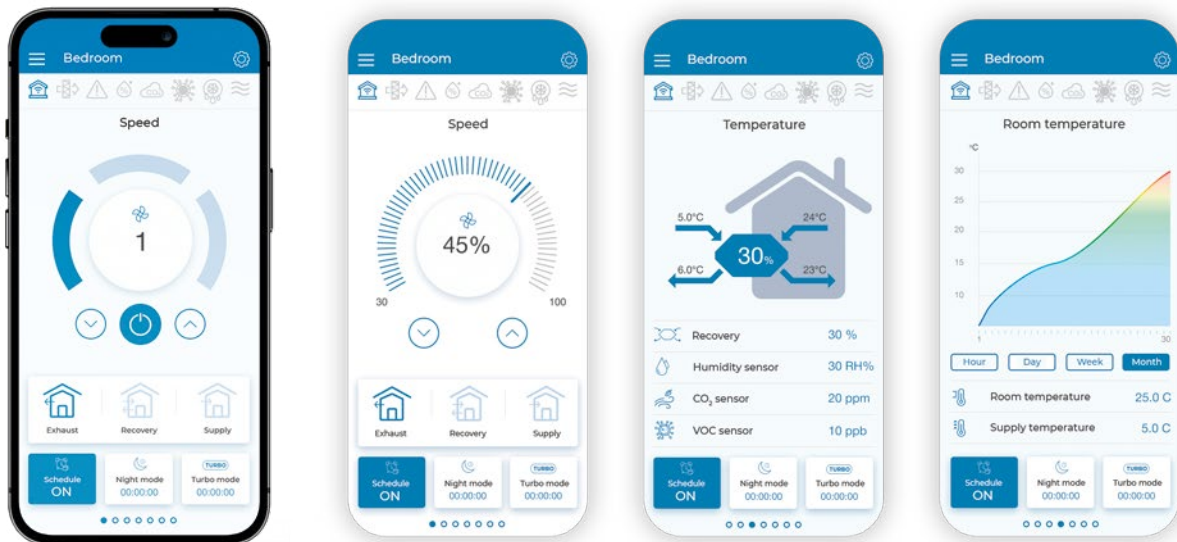 Bedroom
Speed
1
Exhaust
Recovery
Supply
Schedule
ON
Night mode
00:00:00
TURBO
Turbo mode
00:00:00
Bedroom
Speed
45%
30
100
Exhaust
Recovery
Supply
Schedule
ON
Night mode
00:00:00
TURBO
Turbo mode
00:00:00
Bedroom
Temperature
5.0°C
24°C
30%
6.0°C
23°C
Recovery 30 %
Humidity sensor 30 RH%
CO₂ sensor 20 ppm
VOC sensor 10 ppb
Schedule
ON
Night mode
00:00:00
TURBO
Turbo mode
00:00:00
Bedroom
Room temperature
°C
30
25
20
15
10
1
30
Hour
Day
Week
Month
Room temperature 25.0 C
Supply temperature 5.0 C
Schedule
ON
Night mode
00:00:00
TURBO
Turbo mode
00:00:00